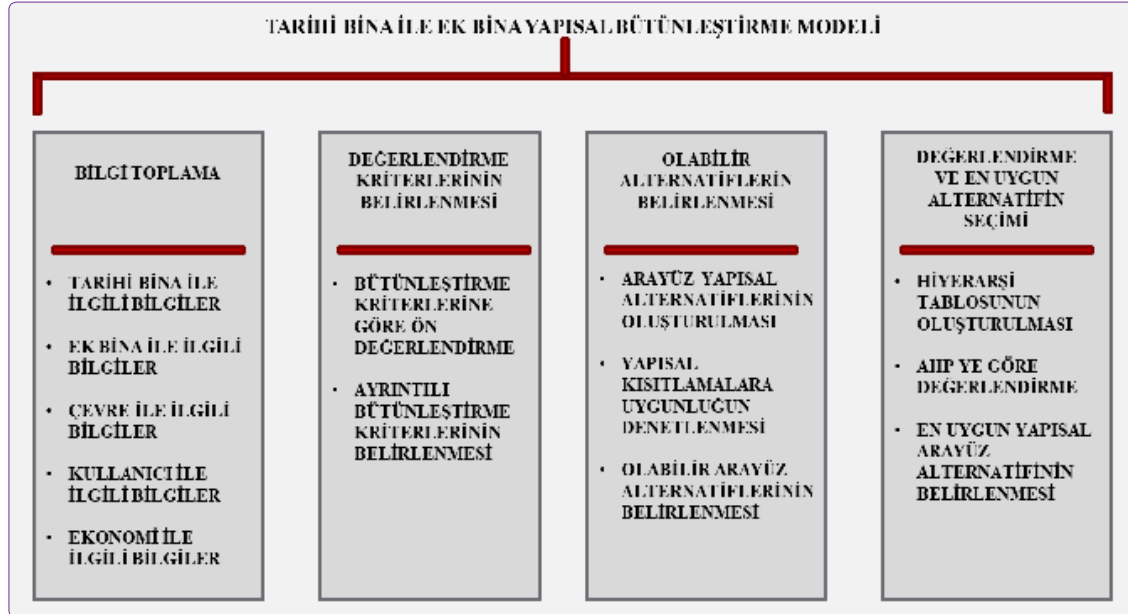 TARİHİ BİNA İLE EK BİNA YAPISAL BÜTÜNLEŞTİRME MODELİ
BİLGİ TOPLAMA
• TARİHİ BİNA İLE
İLGİLİ BİLGİLER
• EK BİNA İLE İLGİLİ
BİLGİLER
• ÇEVRE İLE İLGİLİ
BİLGİLER
• KULLANICI İLE
İLGİLİ BİLGİLER
• EKONOMİ İLE
İLGİLİ BİLGİLER
DEĞERLENDİRME
KRİTERLERİNİN
BELİRLENMESİ
• BÜTÜNLEŞTİRME
KRİTERLERİNE
GÖRE ÖN
DEĞERLENDİRME
• AYRINTILI
BÜTÜNLEŞTİRME
KRİTERLERİNİN
BELİRLENMESİ
OLABİLİR
ALTERNATİFLERİN
BELİRLENMESİ
• ARAYÜZ YAPISAL
ALTERNATİFLERİNİN
OLUŞTURULMASI
• YAPISAL
KISITLAMALARA
UYGUNLUĞUN
DENETLENMESİ
• OLABİLİR ARAYÜZ
ALTERNATİFLERİNİN
BELİRLENMESİ
DEĞERLENDİRME
VE EN UYGUN
ALTERNATİFİN
SEÇİMİ
• HİYERARŞİ
TABLOSUNUN
OLUŞTURULMASI
• AHP YE GÖRE
DEĞERLENDİRME
• EN UYGUN YAPISAL
ARAYÜZ
ALTERNATİFİNİN
BELİRLENMESİ